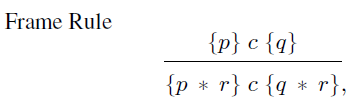 Frame Rule
{p} c {q}
{p ∗ r} c {q ∗ r},